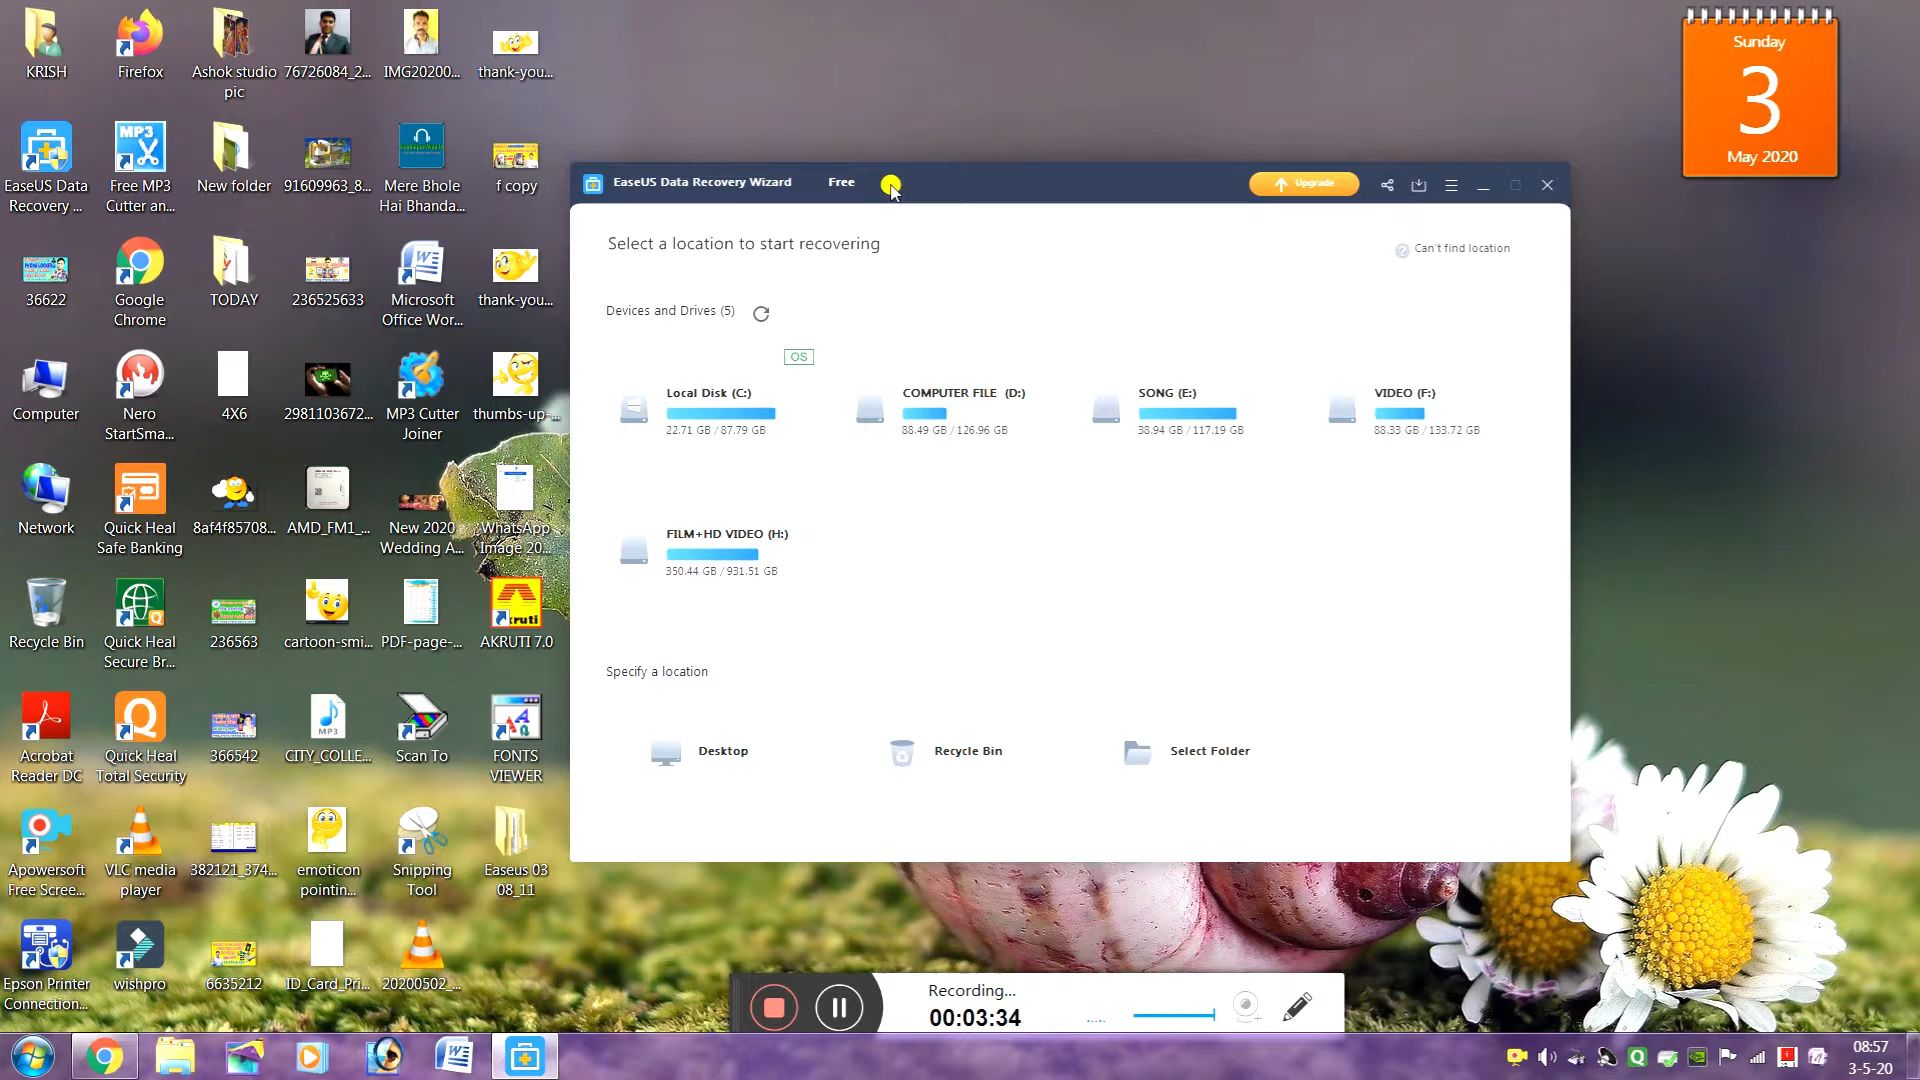 KRISH
Firefox
Ashok studio
pic
76726084_2...
IMG20200...
thank-you...
EaseUS Data
Recovery ...
MP3
Free MP3
Cutter an...
New folder
91609963_8...
Mere Bhole
Hai Bhanda...
f copy
36622
Google
Chrome
TODAY
236525633
Microsoft
Office Wor...
thank-you...
Computer
Nero
StartSma...
4X6
2981103672...
MP3 Cutter
Joiner
thumbs-up-...
Network
Quick Heal
Safe Banking
8af4f85708...
AMD_FM1_...
New 2020
Wedding A...
WhatsApp
Image 20...
Recycle Bin
Quick Heal
Secure Br...
236563
cartoon-smi...
PDF-page-...
kruti
AKRUTI 7.0
Acrobat
Reader DC
Quick Heal
Total Security
366542
MP3
CITY_COLLE...
Scan To
FONTS
VIEWER
Apowersoft
Free Scree...
VLC media
player
382121_374...
emoticon
pointin...
Snipping
Tool
Easeus 03
08_11
Epson Printer
Connection...
wishpro
6635212
ID_Card_Pri...
20200502_...
Sunday
3
May 2020
EaseUS Data Recovery Wizard Free
Upgrade
Select a location to start recovering
Can't find location
Devices and Drives (5)
OS
Local Disk (C:)
22.71 GB / 87.79 GB
COMPUTER FILE (D:)
88.49 GB / 126.96 GB
SONG (E:)
38.94 GB / 117.19 GB
VIDEO (F:)
88.33 GB / 133.72 GB
FILM+HD VIDEO (H:)
350.44 GB / 931.51 GB
Specify a location
Desktop
Recycle Bin
Select Folder
Recording...
00:03:34
08:57
3-5-20